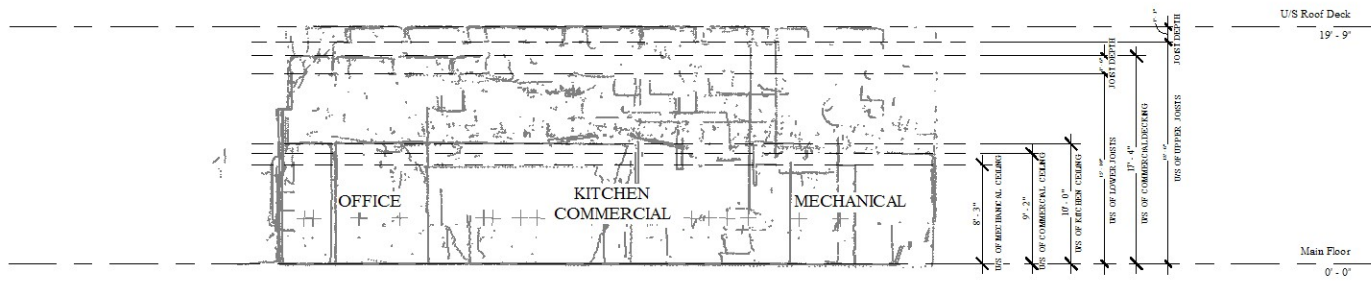 U/S Roof Deck
19' - 9"
JOIST DEPTH
JOIST DEPTH
OFFICE
KITCHEN
COMMERCIAL
MECHANICAL
8' - 3"
U/S OF MECHANICAL CEILING
9' - 2"
U/S OF COMMERCIAL CEILING
10' - 0"
U/S OF KITCHEN CEILING
U/S OF LOWER JOISTS
17' - 4"
U/S OF COMMERCIAL DECKING
U/S OF UPPER JOISTS
Main Floor
0' - 0"